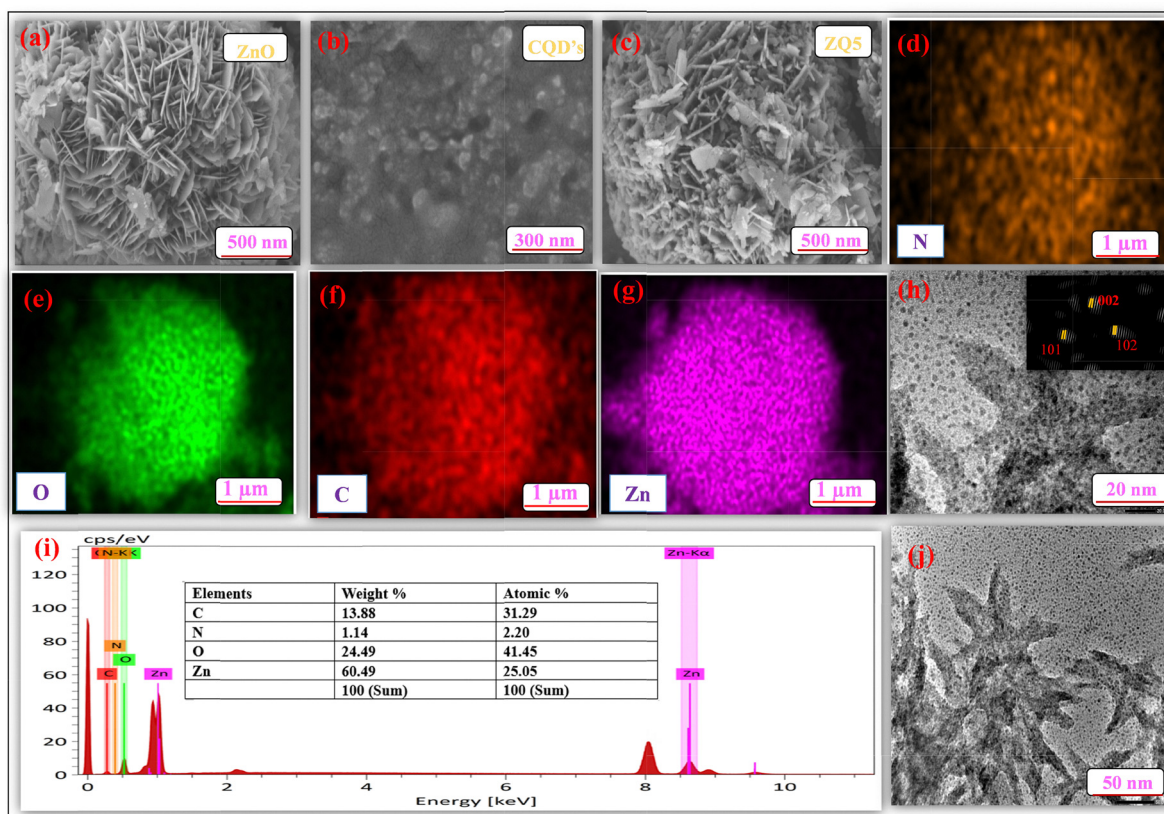 (a)
ZnO
500 nm
(b)
CQD's
300 nm
(c)
ZQ5
500 nm
(d)
N
1 μm
(e)
O
1 μm
(f)
C
1 μm
(g)
Zn
1 μm
(h)
002
101
102
20 nm
(i)
cps/eV
N-K
Zn-Kα
120
100
80
60
40
20
0
N
O
C
Zn
Zn
Elements Weight % Atomic %
C 13.88 31.29
N 1.14 2.20
O 24.49 41.45
Zn 60.49 25.05
100 (Sum) 100 (Sum)
0 2 4 6 8 10
Energy [keV]
(j)
50 nm